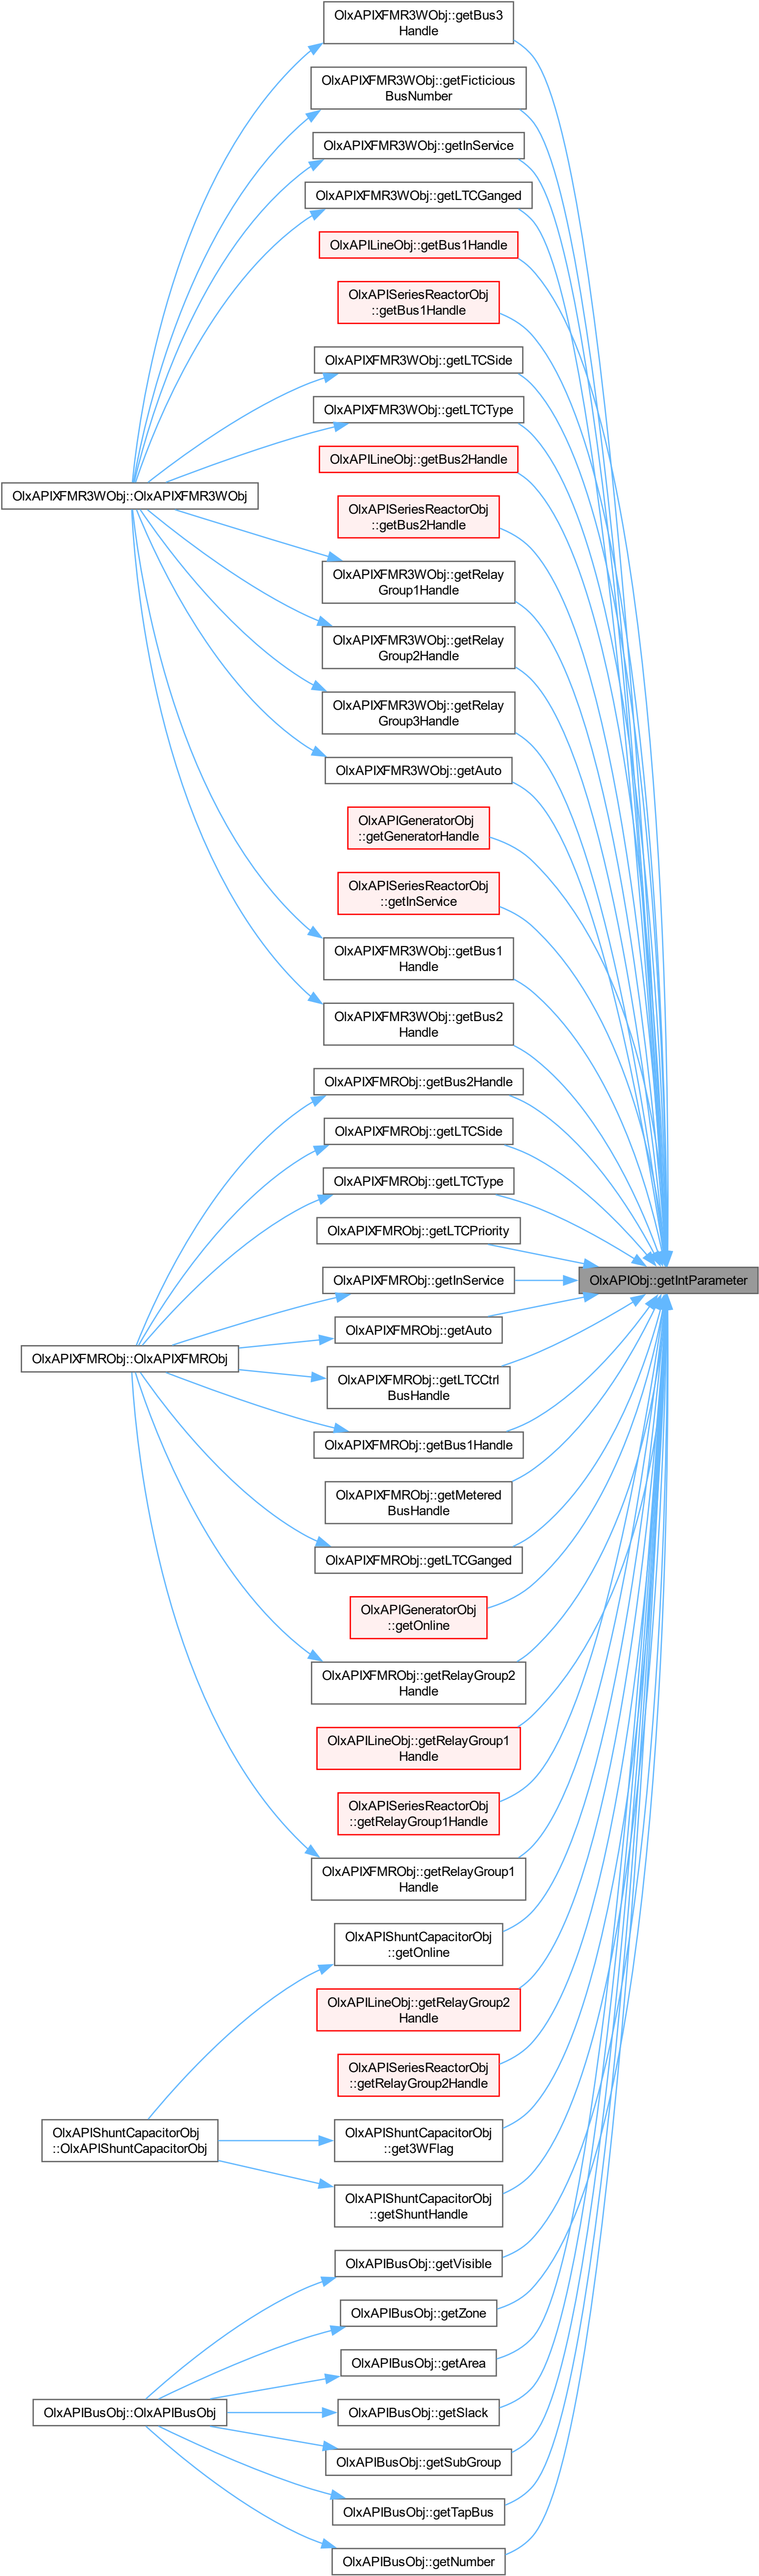 OlxAPIXFMR3WObj::getBus3
Handle
OlxAPIXFMR3WObj::getFicticious
BusNumber
OlxAPIXFMR3WObj::getInService
OlxAPIXFMR3WObj::getLTCGanged
OlxAPILineObj::getBus1Handle
OlxAPISeriesReactorObj
::getBus1Handle
OlxAPIXFMR3WObj::getLTCSide
OlxAPIXFMR3WObj::getLTCType
OlxAPILineObj::getBus2Handle
OlxAPIXFMR3WObj::OlxAPIXFMR3WObj
OlxAPISeriesReactorObj
::getBus2Handle
OlxAPIXFMR3WObj::getRelay
Group1Handle
OlxAPIXFMR3WObj::getRelay
Group2Handle
OlxAPIXFMR3WObj::getRelay
Group3Handle
OlxAPIXFMR3WObj::getAuto
OlxAPIGeneratorObj
::getGeneratorHandle
OlxAPISeriesReactorObj
::getInService
OlxAPIXFMR3WObj::getBus1
Handle
OlxAPIXFMR3WObj::getBus2
Handle
OlxAPIXFMRObj::getBus2Handle
OlxAPIXFMRObj::getLTCSide
OlxAPIXFMRObj::getLTCType
OlxAPIXFMRObj::getLTCPriority
OlxAPIXFMRObj::getInService
OlxAPIObj::getIntParameter
OlxAPIXFMRObj::getAuto
OlxAPIXFMRObj::OlxAPIXFMRObj
OlxAPIXFMRObj::getLTCCtrl
BusHandle
OlxAPIXFMRObj::getBus1Handle
OlxAPIXFMRObj::getMetered
BusHandle
OlxAPIXFMRObj::getLTCGanged
OlxAPIGeneratorObj
::getOnline
OlxAPIXFMRObj::getRelayGroup2
Handle
OlxAPILineObj::getRelayGroup1
Handle
OlxAPISeriesReactorObj
::getRelayGroup1Handle
OlxAPIXFMRObj::getRelayGroup1
Handle
OlxAPIShuntCapacitorObj
::getOnline
OlxAPILineObj::getRelayGroup2
Handle
OlxAPISeriesReactorObj
::getRelayGroup2Handle
OlxAPIShuntCapacitorObj
::OlxAPIShuntCapacitorObj
OlxAPIShuntCapacitorObj
::get3WFlag
OlxAPIShuntCapacitorObj
::getShuntHandle
OlxAPIBusObj::getVisible
OlxAPIBusObj::getZone
OlxAPIBusObj::getArea
OlxAPIBusObj::OlxAPIBusObj
OlxAPIBusObj::getSlack
OlxAPIBusObj::getSubGroup
OlxAPIBusObj::getTapBus
OlxAPIBusObj::getNumber